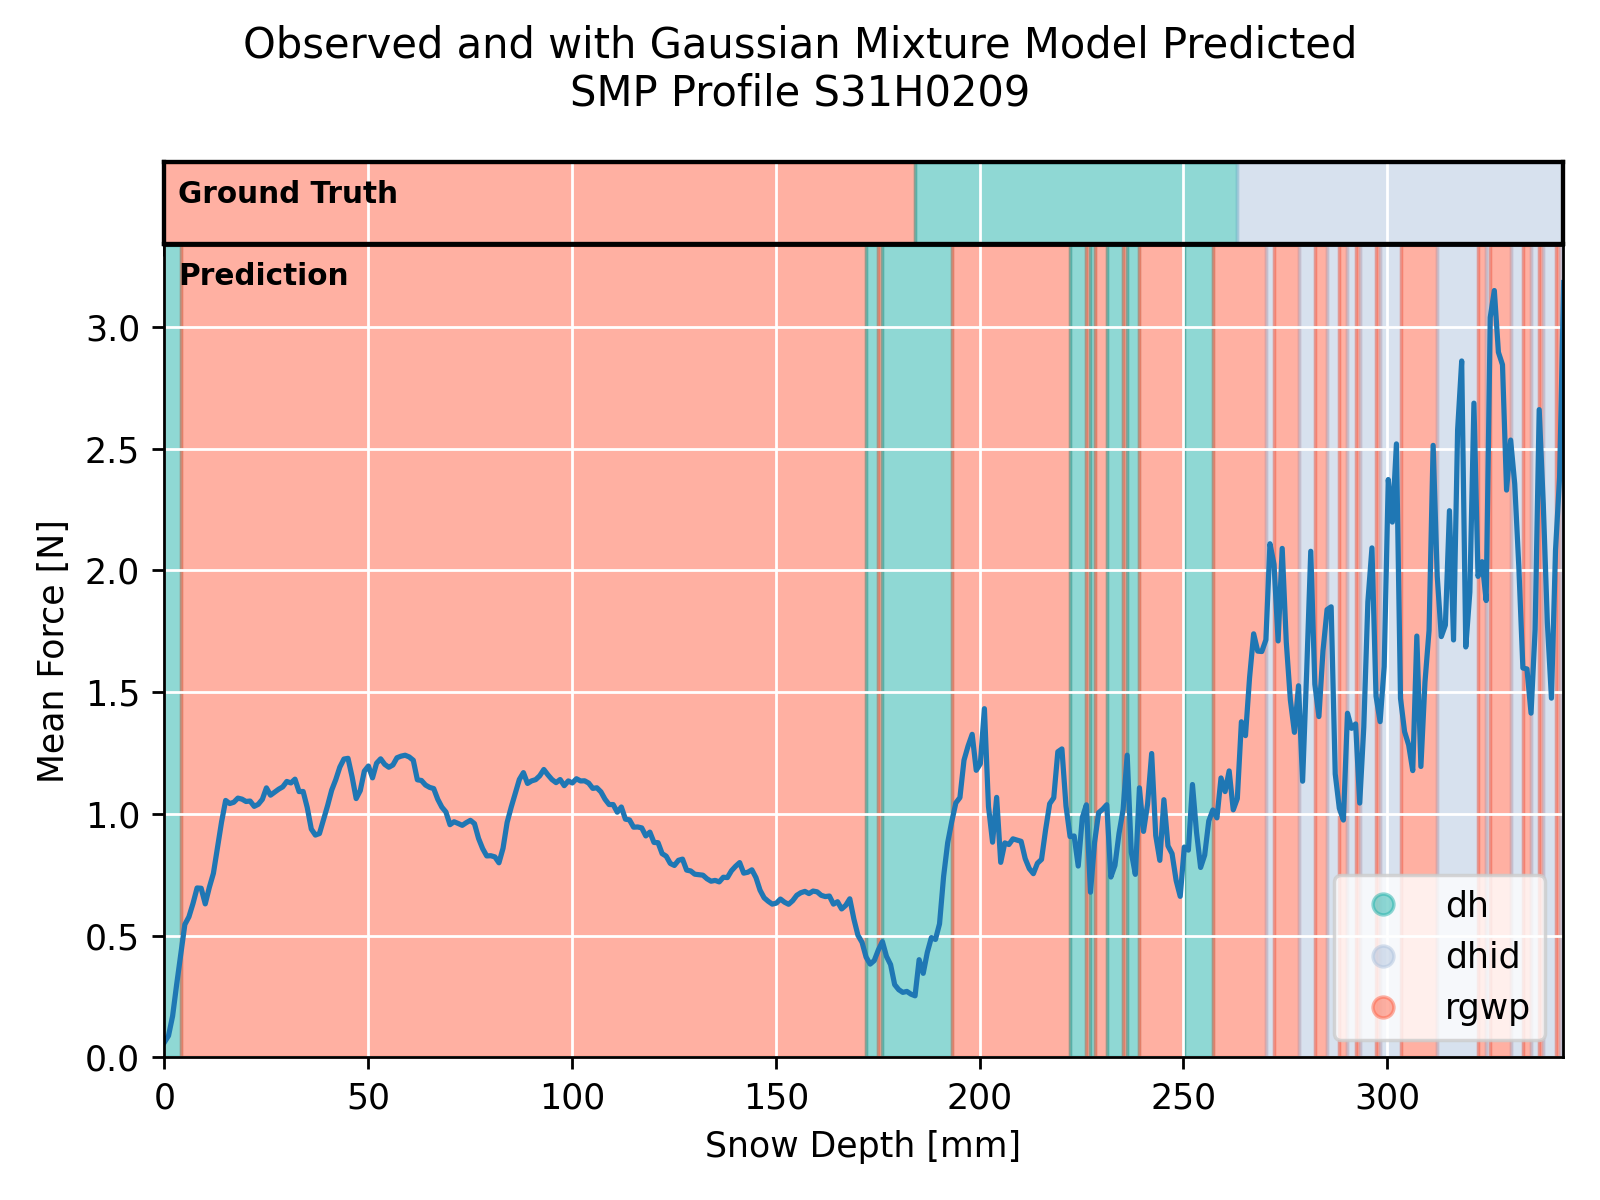 Observed and with Gaussian Mixture Model Predicted
SMP Profile S31H0209
Ground Truth
Prediction
3.0
2.5
2.0
1.5
1.0
0.5
0.0
Mean Force [N]
dh
dhid
rgwp
0 50 100 150 200 250 300
Snow Depth [mm]